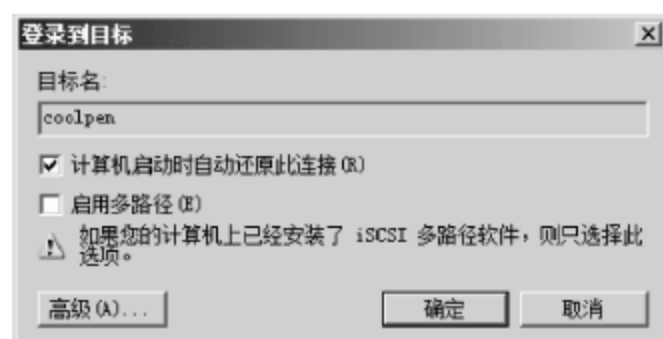 登录到目标
目标名:
coolpen
计算机启动时自动还原此连接(R)
启用多路径(E)
如果您的计算机上已经安装了 iSCSI 多路径软件，则只选择此
选项。
高级(A)...
确定
取消